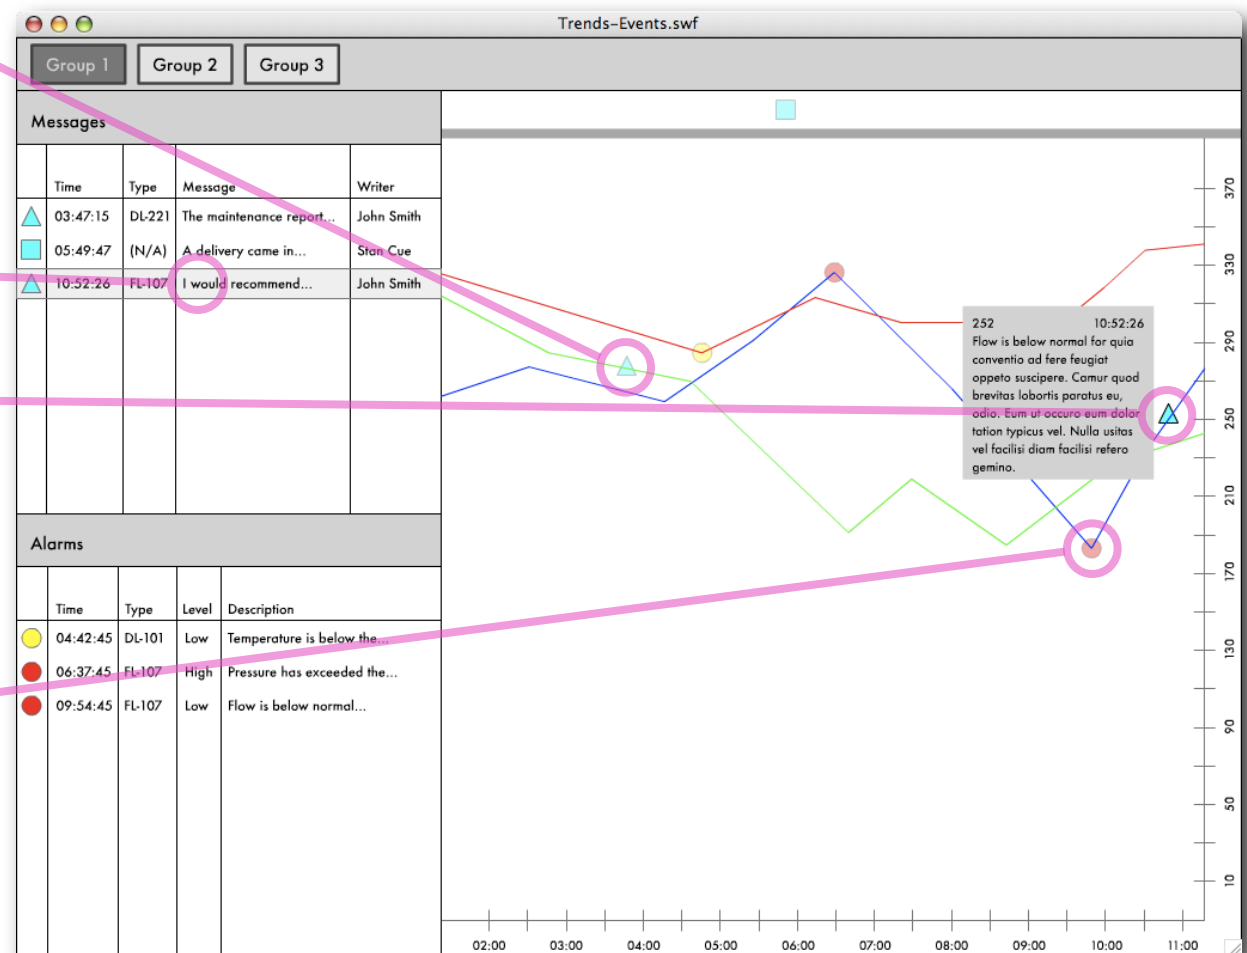 Trends-Events.swf
Group 1 Group 2 Group 3
Messages
Time Type Message Writer
03:47:15 DL-221 The maintenance report... John Smith
05:49:47 (N/A) A delivery came in... Stan Cue
10:52:26 FL-107 I would recommend... John Smith
Alarms
Time Type Level Description
04:42:45 DL-101 Low Temperature is below the...
06:37:45 FL-107 High Pressure has exceeded the...
09:54:45 FL-107 Low Flow is below normal...
252 10:52:26
Flow is below normal for quia
conventio ad fere feugiat
oppeto suscipere. Camur quod
brevitas lobortis paratus eu,
odio. Eum ut occuro eum dolor
tation typicus vel. Nulla usitas
vel facilisi diam facilisi refero
gemino.
370
330
290
250
210
170
130
90
50
10
02:00 03:00 04:00 05:00 06:00 07:00 08:00 09:00 10:00 11:00